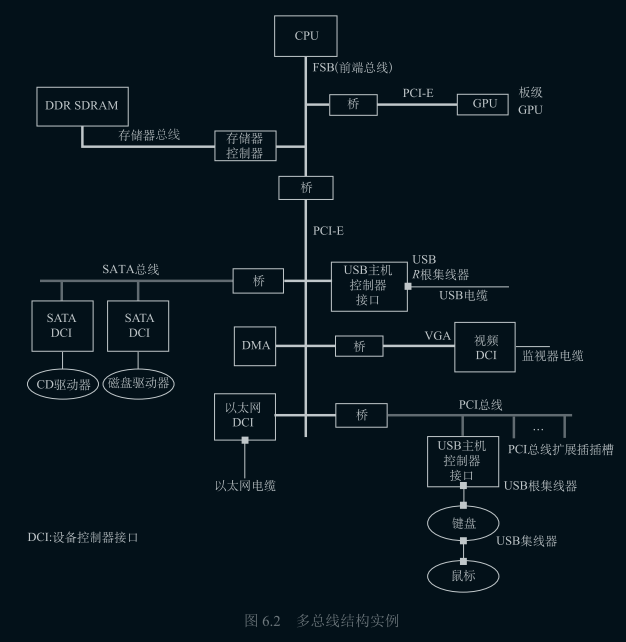 CPU
FSB(前端总线)
DDR SDRAM
桥
PCI-E
GPU
板级
GPU
存储器总线
存储器
控制器
桥
PCI-E
SATA总线
桥
USB主机
控制器
接口
USB
R根集线器
USB电缆
SATA
DCI
SATA
DCI
DMA
桥
VGA
视频
DCI
监视器电缆
CD驱动器
磁盘驱动器
以太网
DCI
桥
PCI总线
...
PCI总线扩展插插槽
USB主机
控制器
接口
以太网电缆
USB根集线器
键盘
DCI:设备控制器接口
USB集线器
鼠标
图 6.2 多总线结构实例